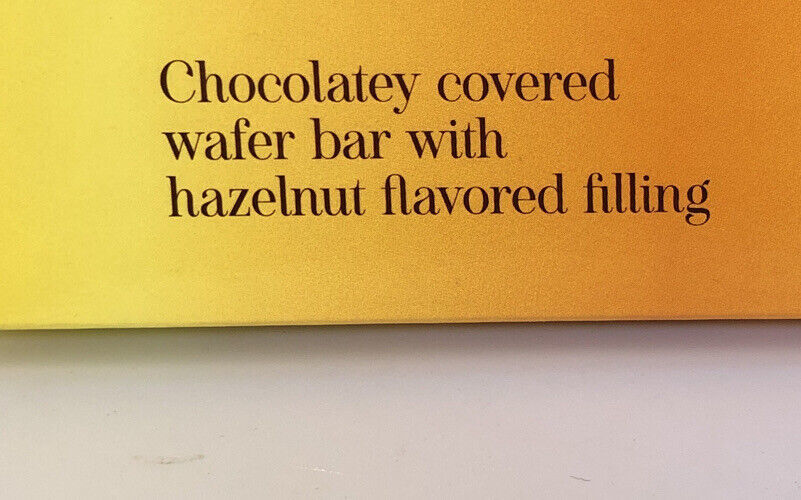 Chocolatey covered
wafer bar with
hazelnut flavored filling